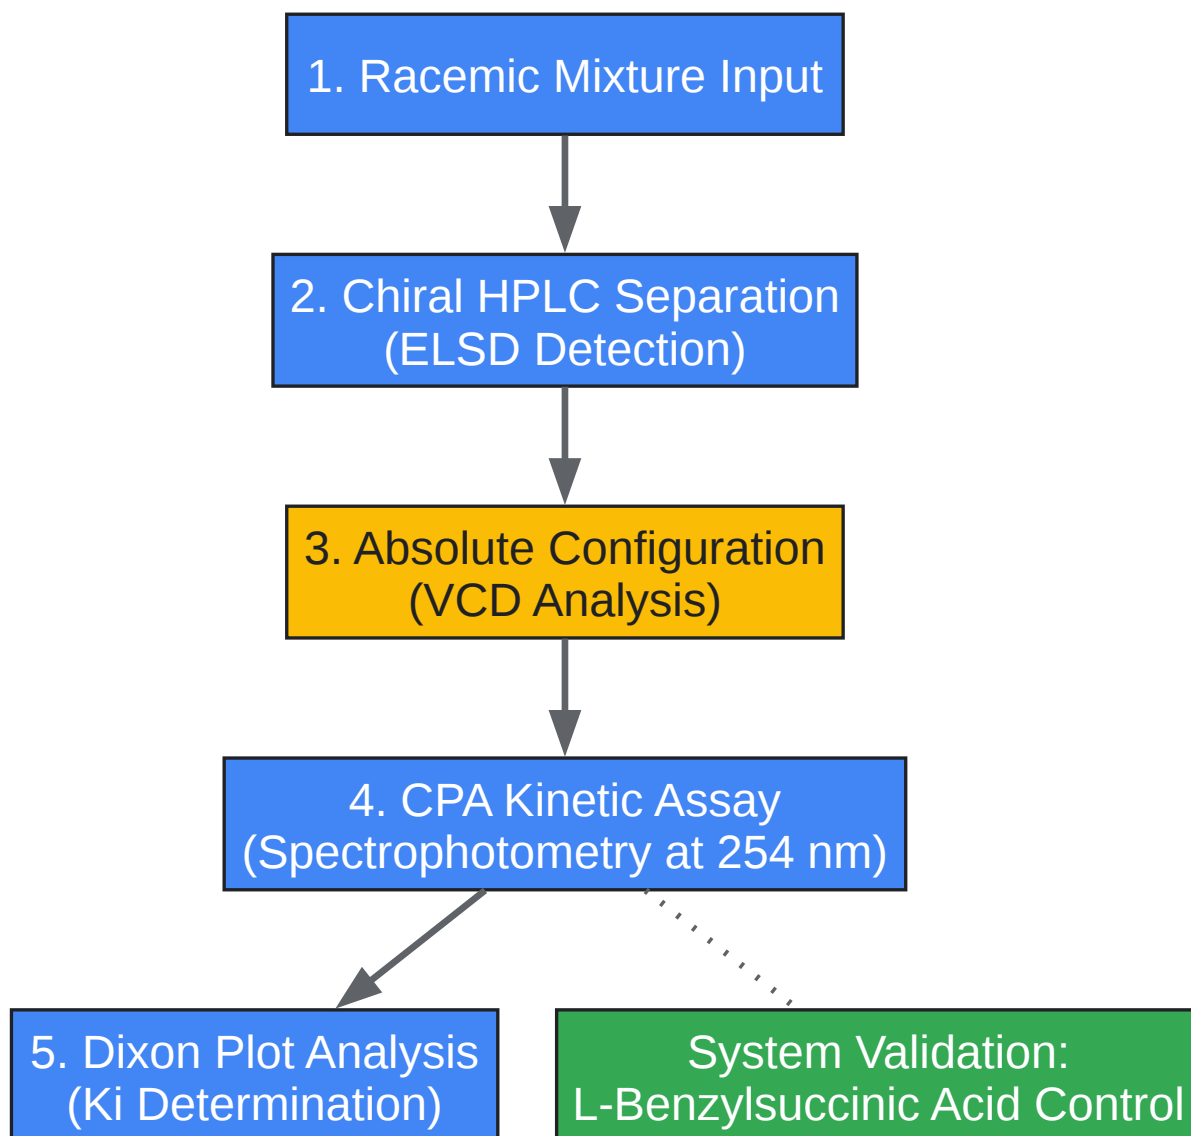 1. Racemic Mixture Input
2. Chiral HPLC Separation
(ELSD Detection)
3. Absolute Configuration
(VCD Analysis)
4. CPA Kinetic Assay
(Spectrophotometry at 254 nm)
5. Dixon Plot Analysis
(Ki Determination)
System Validation:
L-Benzylsuccinic Acid Control